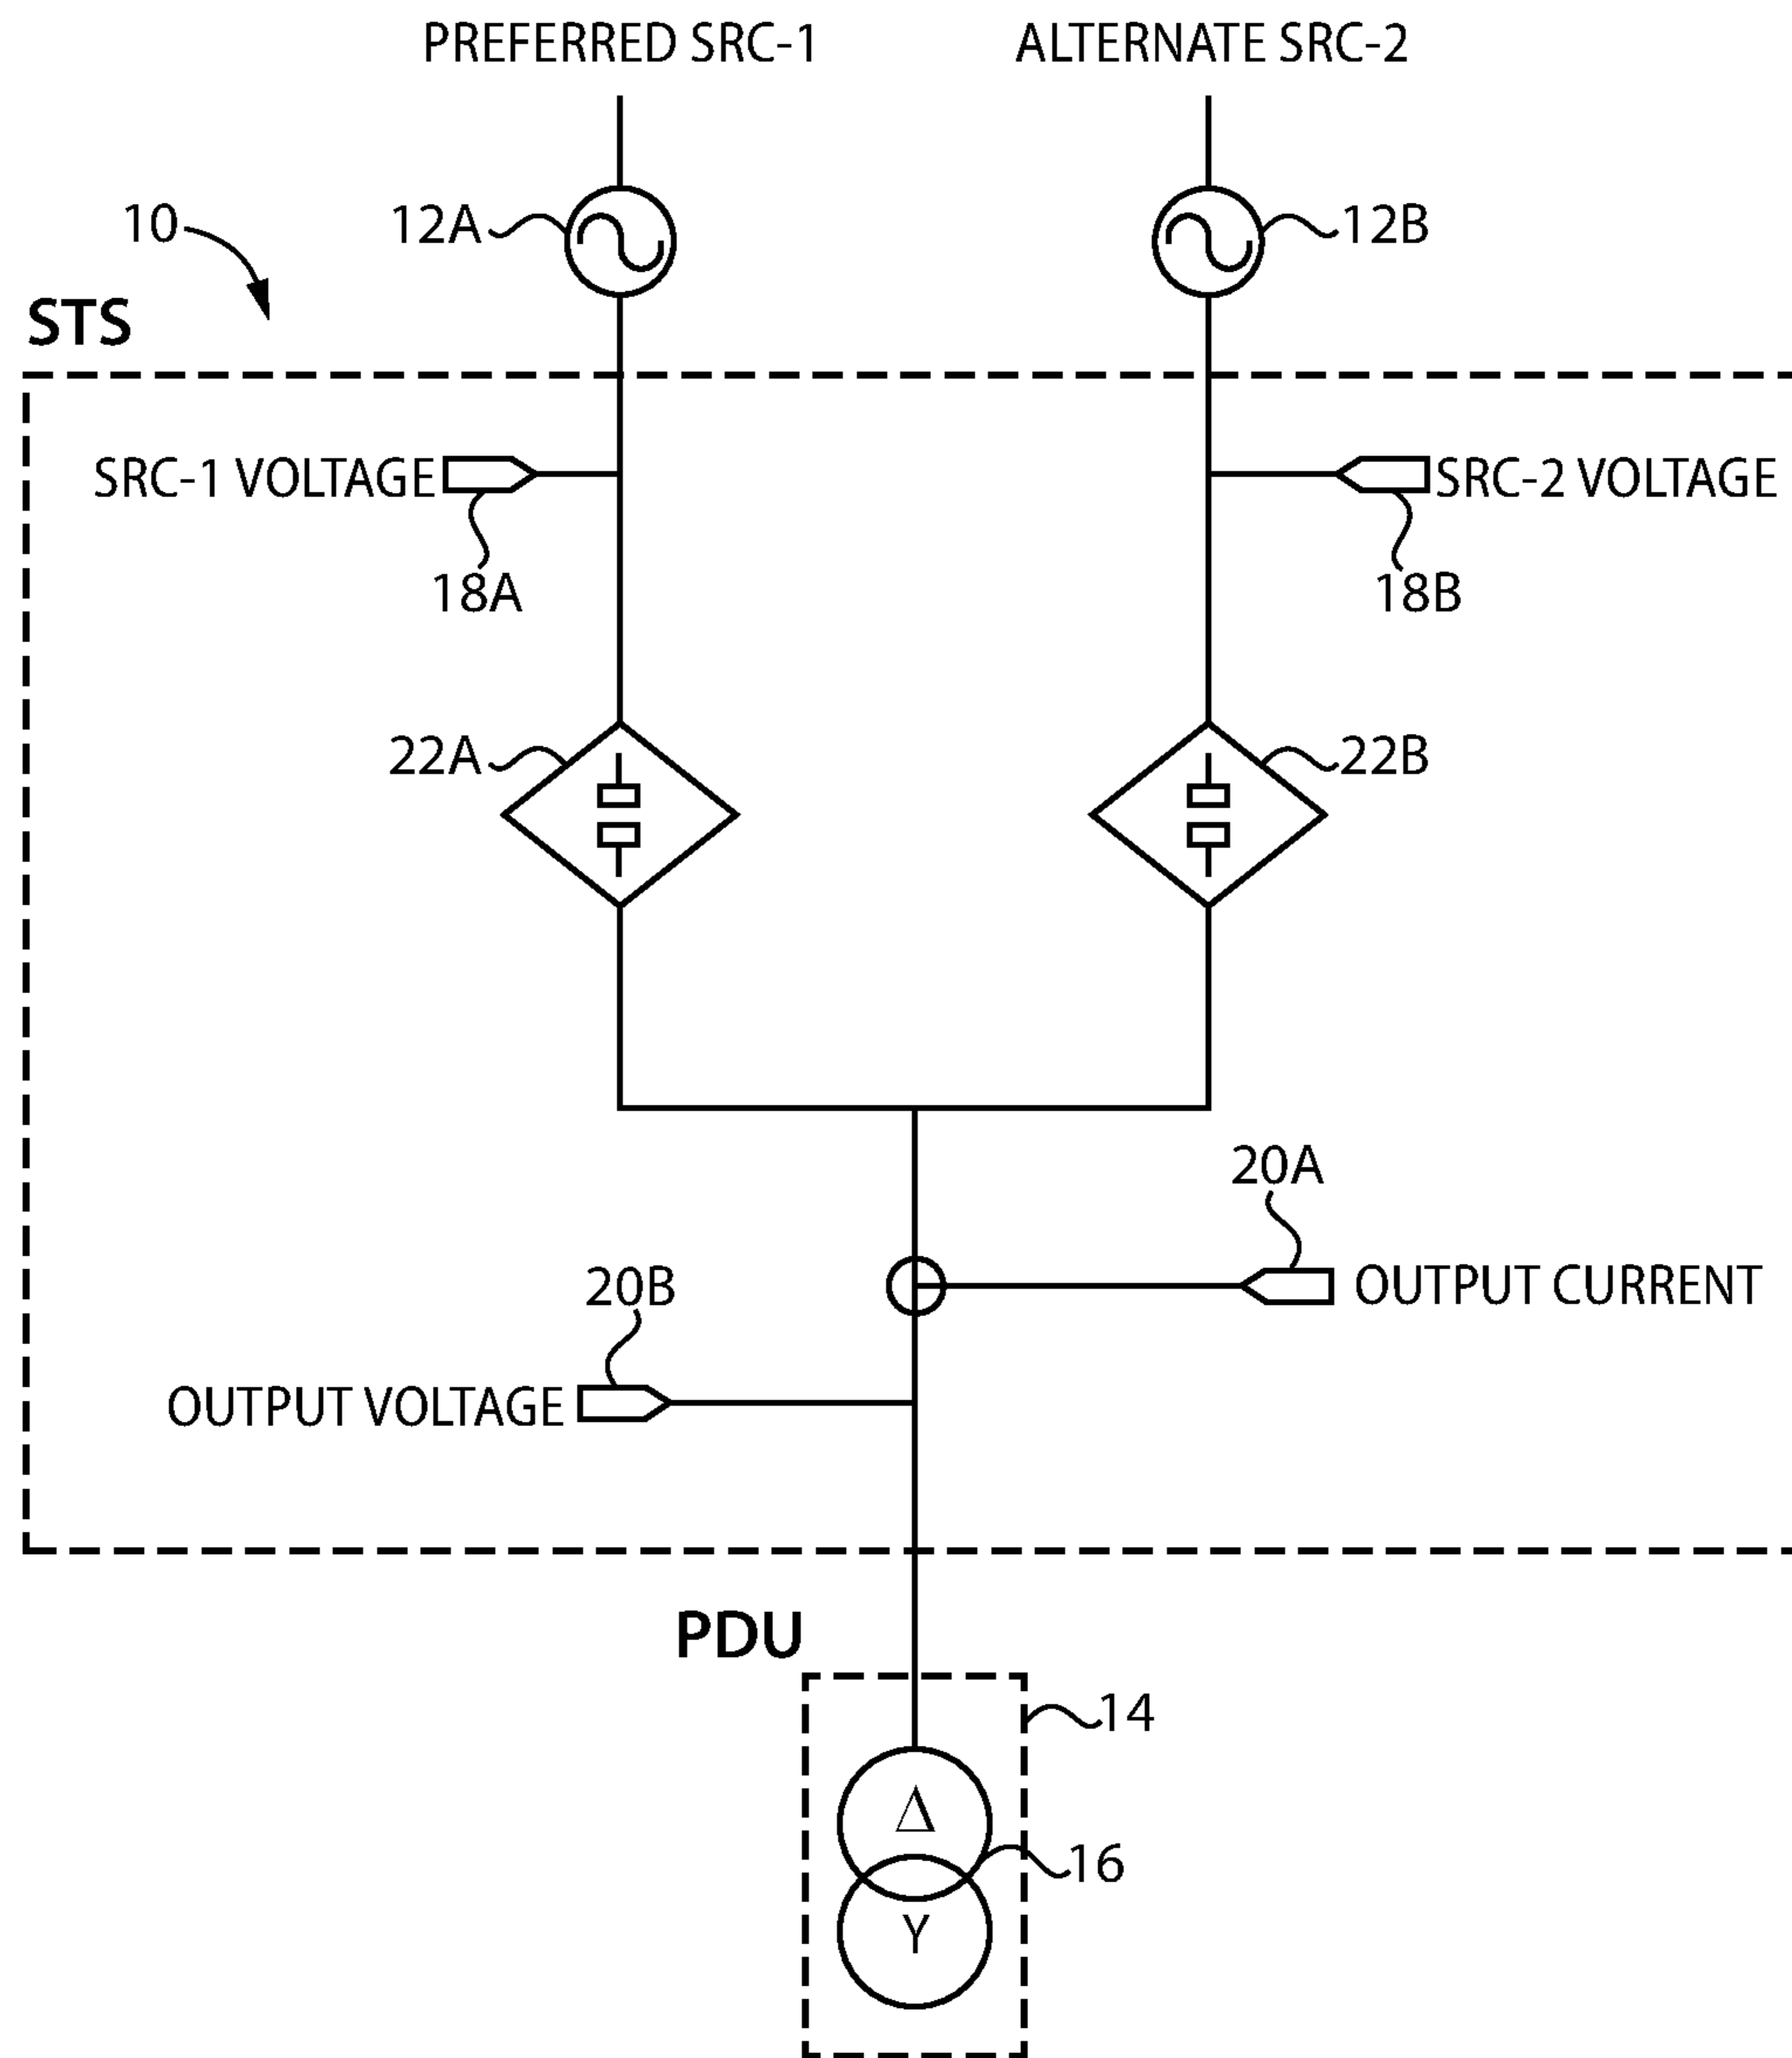 PREFERRED SRC-1
ALTERNATE SRC-2
10
12A
12B
STS
SRC-1 VOLTAGE
SRC-2 VOLTAGE
18A
18B
22A
22B
20A
20B
OUTPUT CURRENT
OUTPUT VOLTAGE
PDU
14
Δ
16
Y